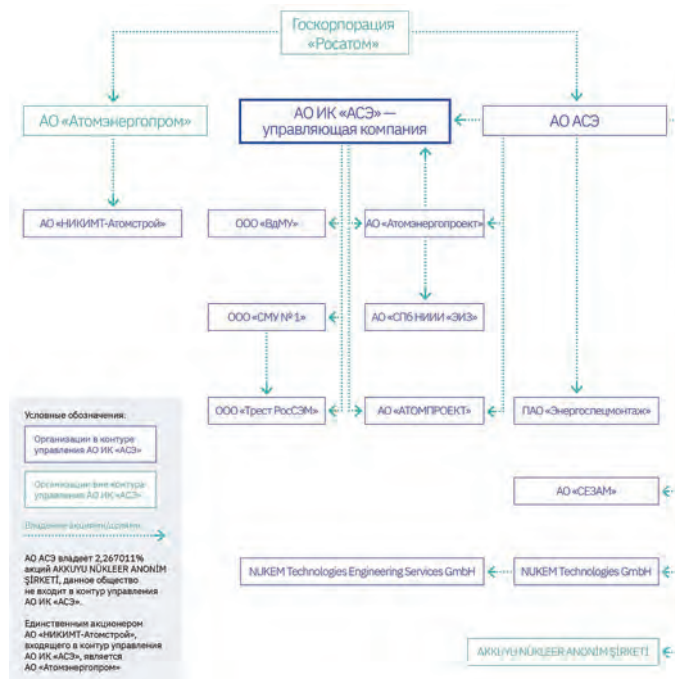 Госкорпорация
«Росатом»
АО «Атомэнергопром»
АО ИК «АСЭ» —
управляющая компания
АО АСЭ
АО «НИКИМТ-Атомстрой»
ООО «ВдМУ»
АО «Атомэнергопроект»
ООО «СМУ № 1»
АО «СПб НИИИ «ЭИЗ»
ООО «Трест РосСЭМ»
АО «АТОМПРОЕКТ»
ПАО «Энергоспецмонтаж»
Условные обозначения:
Организации в контуре
управления АО ИК «АСЭ»
Организации вне контура
управления АО ИК «АСЭ»
Владение акциями/долями
АО АСЭ владеет 2,267011%
акций AKKUYU NÜKLEER ANONİM
ŞİRKETİ, данное общество
не входит в контур управления
АО ИК «АСЭ».
Единственным акционером
АО «НИКИМТ-Атомстрой»,
входящего в контур управления
АО ИК «АСЭ», является
АО «Атомэнергопром»
АО «СЕЗАМ»
NUKEM Technologies Engineering Services GmbH
NUKEM Technologies GmbH
AKKUYU NÜKLEER ANONİM ŞİRKETİ